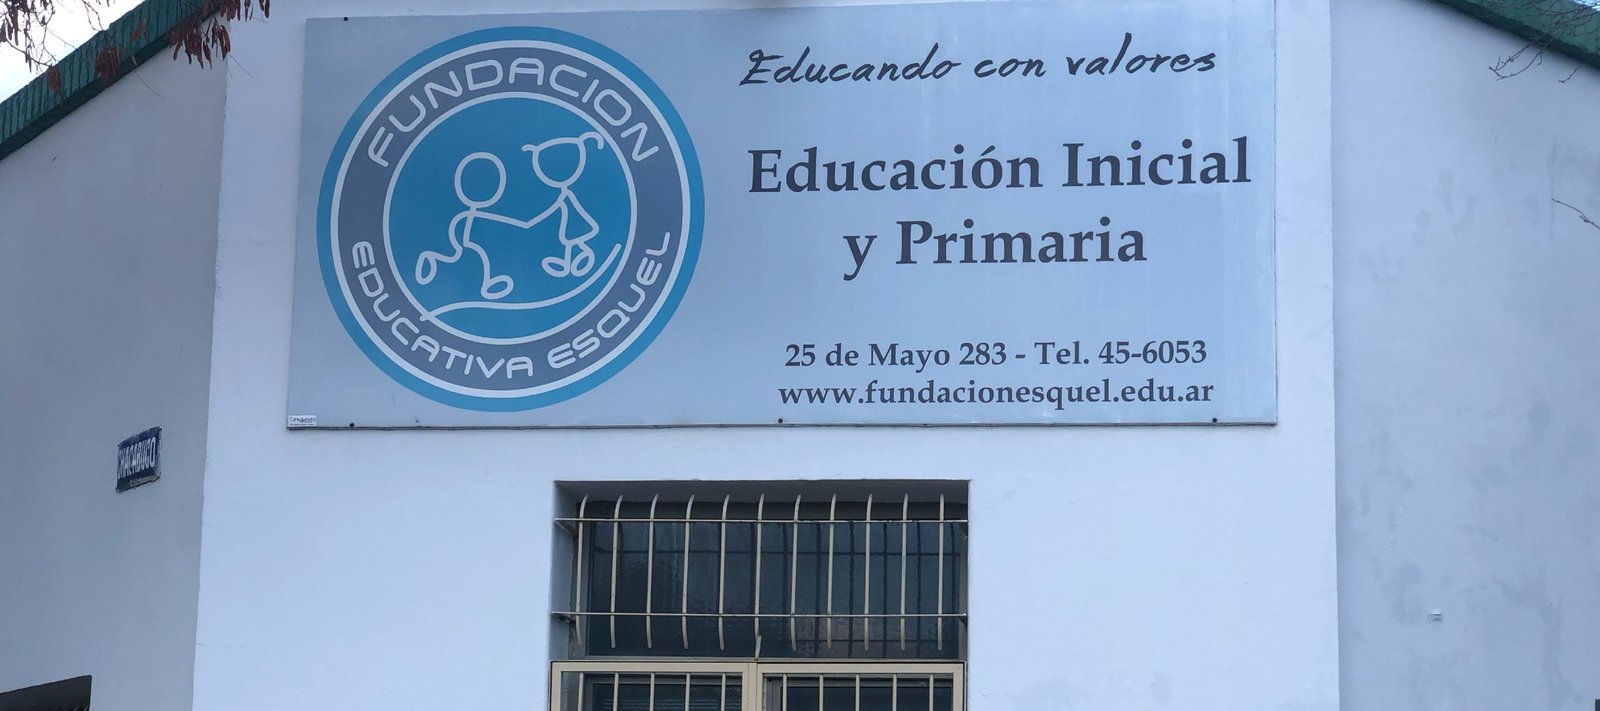 FUNDACION
EDUCATIVA ESQUEL
Educando con valores
Educación Inicial
y Primaria
25 de Mayo 283 - Tel. 45-6053
www.fundacionesquel.edu.ar
CHACABUCO